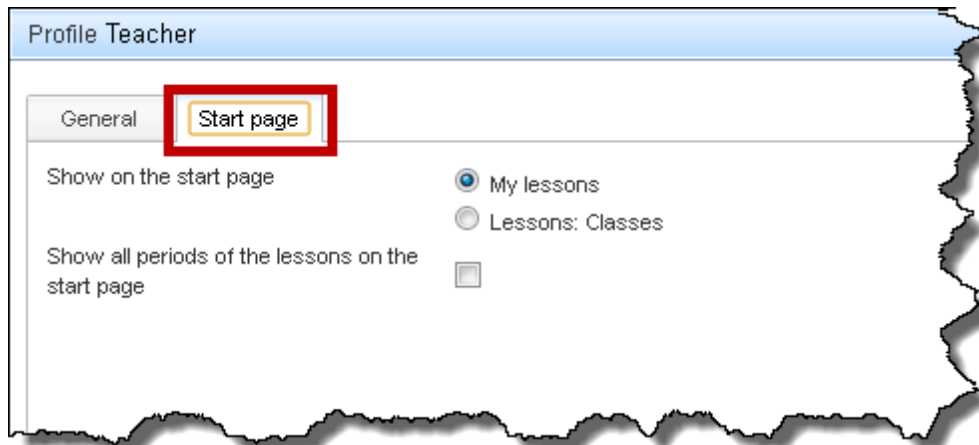 Profile Teacher
General
Start page
Show on the start page
My lessons
Lessons: Classes
Show all periods of the lessons on the
start page